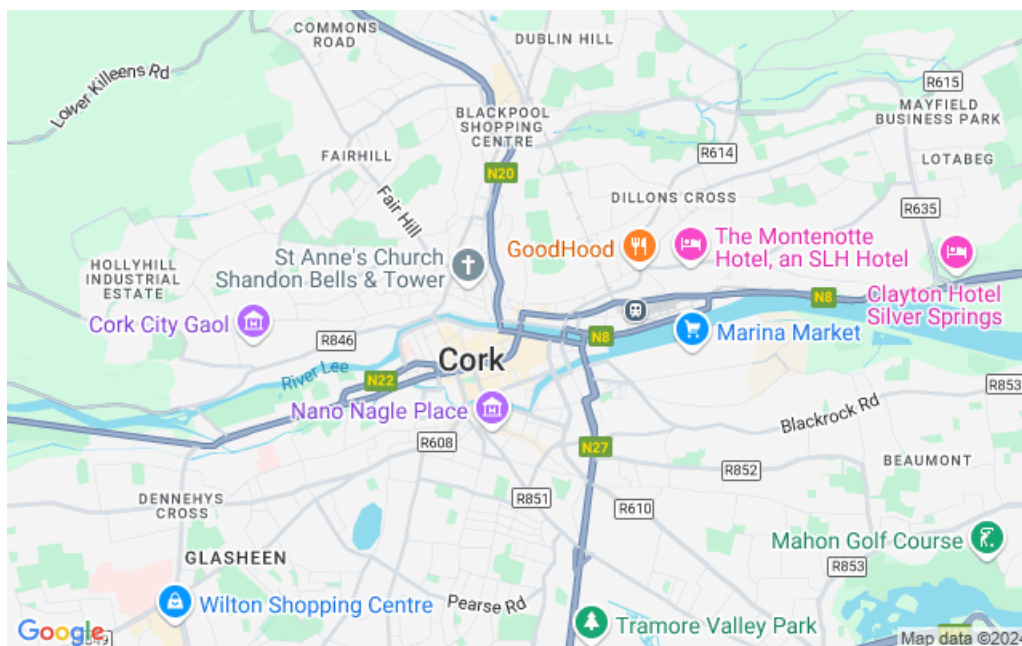 COMMONS
ROAD
DUBLIN HILL
Lower Killeens Rd
R615
MAYFIELD
BUSINESS PARK
BLACKPOOL
SHOPPING
CENTRE
FAIRHILL
R614
LOTABEG
N20
Fair Hill
DILLONS CROSS
R635
St Anne's Church
Shandon Bells & Tower
GoodHood
The Montenotte
Hotel, an SLH Hotel
HOLLYHILL
INDUSTRIAL
ESTATE
Cork City Gaol
N8
Clayton Hotel
Silver Springs
R846
N8
Marina Market
Cork
River Lee
N22
R853
Nano Nagle Place
Blackrock Rd
R608
N27
R852
BEAUMONT
DENNEHYS
CROSS
R851
R610
GLASHEEN
Mahon Golf Course
R853
Wilton Shopping Centre
Pearse Rd
Tramore Valley Park
Google
Map data ©2024